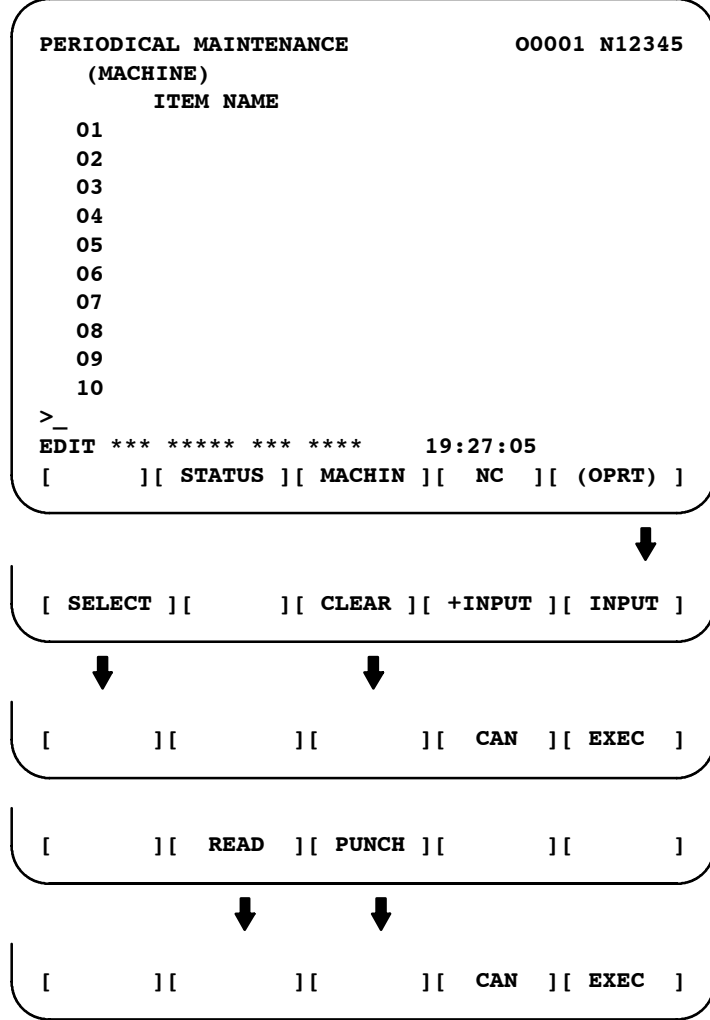 PERIODICAL MAINTENANCE O0001 N12345
(MACHINE)
ITEM NAME
01
02
03
04
05
06
07
08
09
10
>_
EDIT *** ***** *** **** 19:27:05
[ ][ STATUS ][ MACHIN ][ NC ][ (OPRT) ]
[ SELECT ][ ][ CLEAR ][ +INPUT ][ INPUT ]
[ ][ ][ ][ CAN ][ EXEC ]
[ ][ READ ][ PUNCH ][ ][ ]
[ ][ ][ ][ CAN ][ EXEC ]